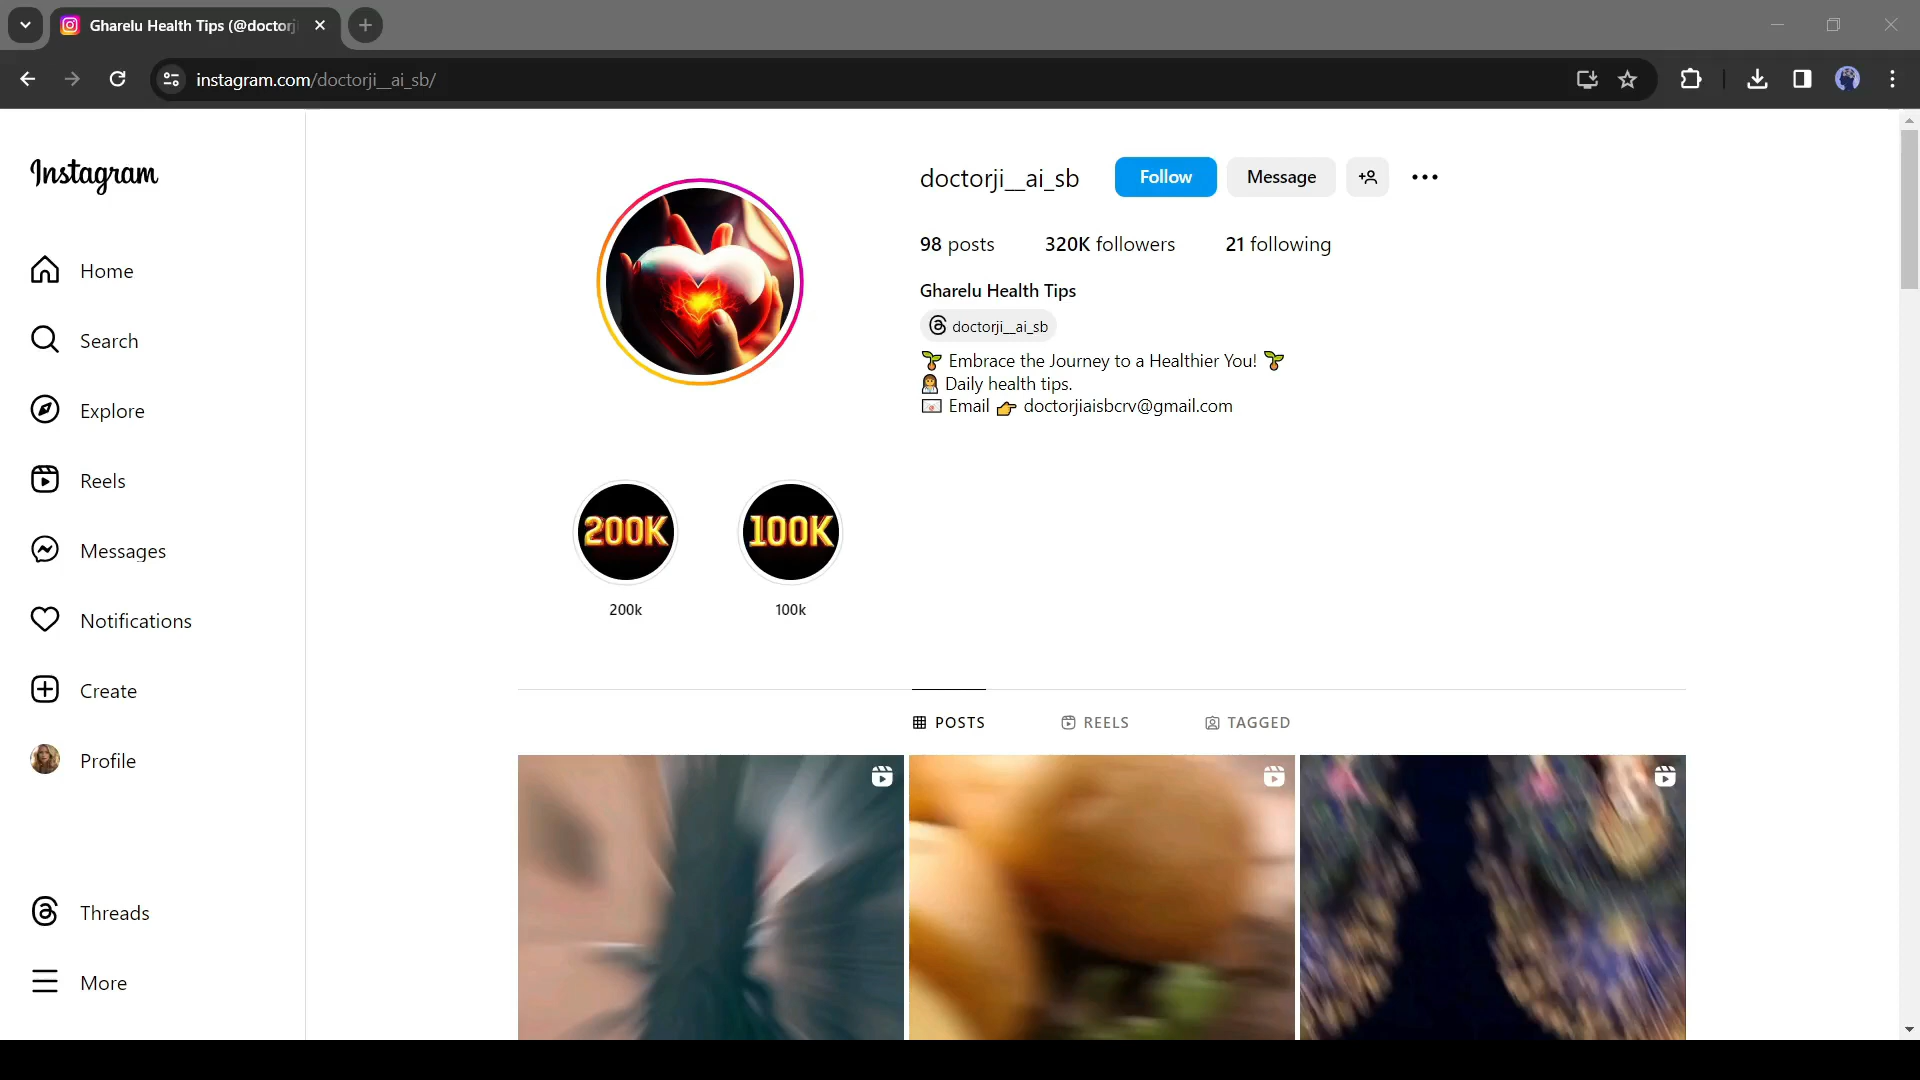 Gharelu Health Tips (@doctorj
instagram.com/doctorji__ai_sb/
Instagram
Home
Search
Explore
Reels
Messages
Notifications
Create
Profile
Threads
More
doctorji__ai_sb
Follow
Message
98 posts
320K followers
21 following
Gharelu Health Tips
doctorji__ai_sb
🌱 Embrace the Journey to a Healthier You! 🌱
👩‍⚕️ Daily health tips.
💌 Email 👉 doctorjiaisbcrv@gmail.com
200K
100K
200k
100k
POSTS
REELS
TAGGED